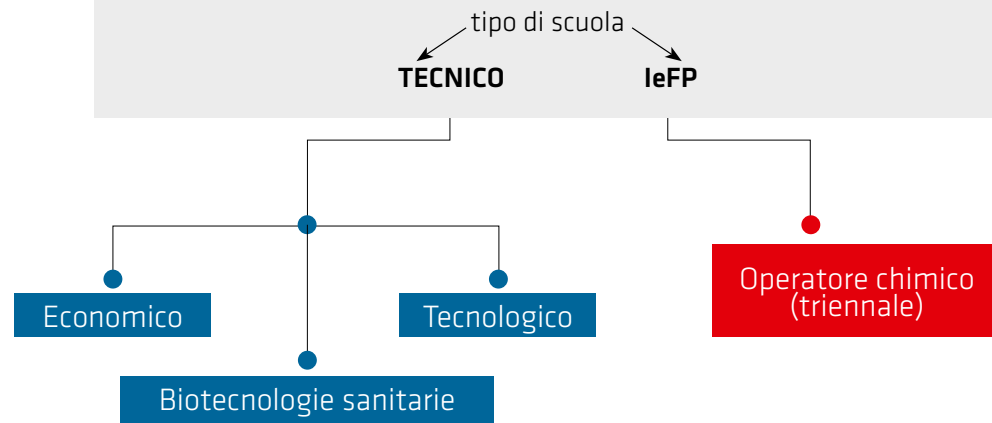 tipo di scuola
TECNICO
IeFP
Economico
Tecnologico
Biotecnologie sanitarie
Operatore chimico
(triennale)